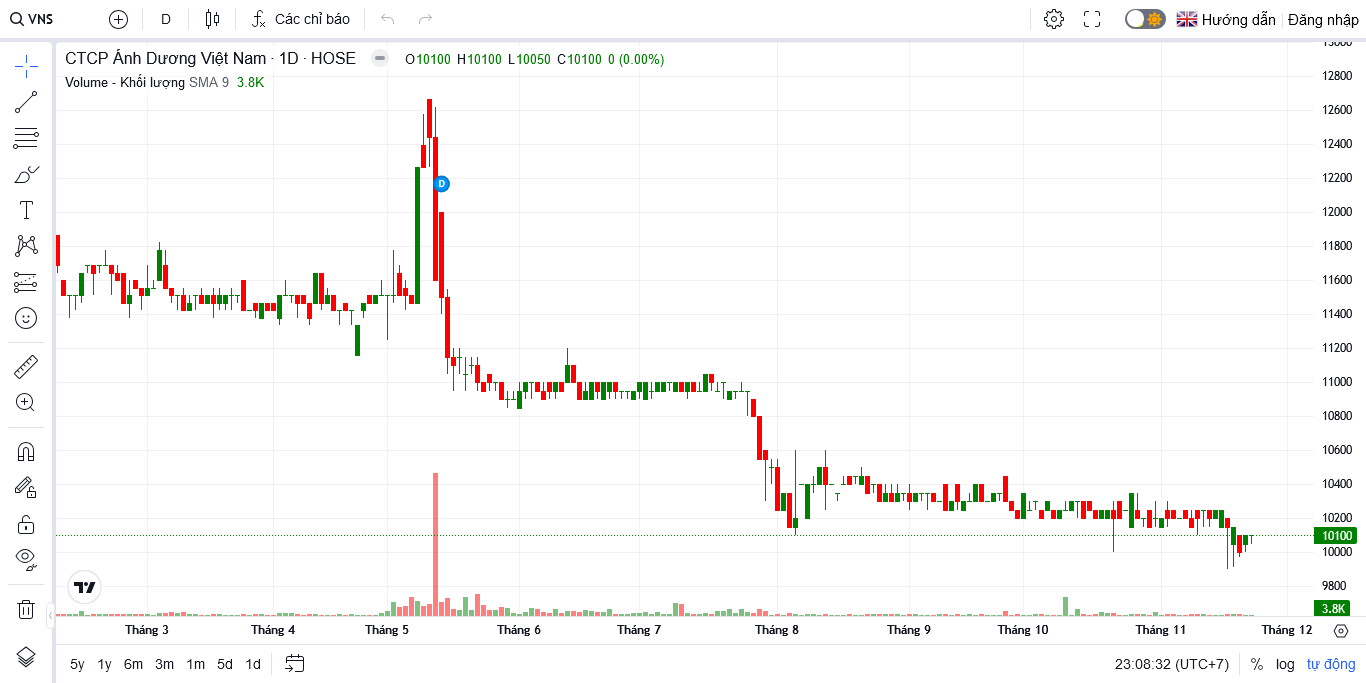 VNS D Các chỉ báo Hướng dẫn Đăng nhập
CTCP Ánh Dương Việt Nam · 1D · HOSE O10100 H10100 L10050 C10100 0 (0.00%)
Volume - Khối lượng SMA 9 3.8K
13000
12800
12600
12400
12200
D
12000
11800
11600
11400
11200
11000
10800
10600
10400
10200
10100
10000
9800
3.8K
Tháng 3 Tháng 4 Tháng 5 Tháng 6 Tháng 7 Tháng 8 Tháng 9 Tháng 10 Tháng 11 Tháng 12
5y 1y 6m 3m 1m 5d 1d 23:08:32 (UTC+7) % log tự động